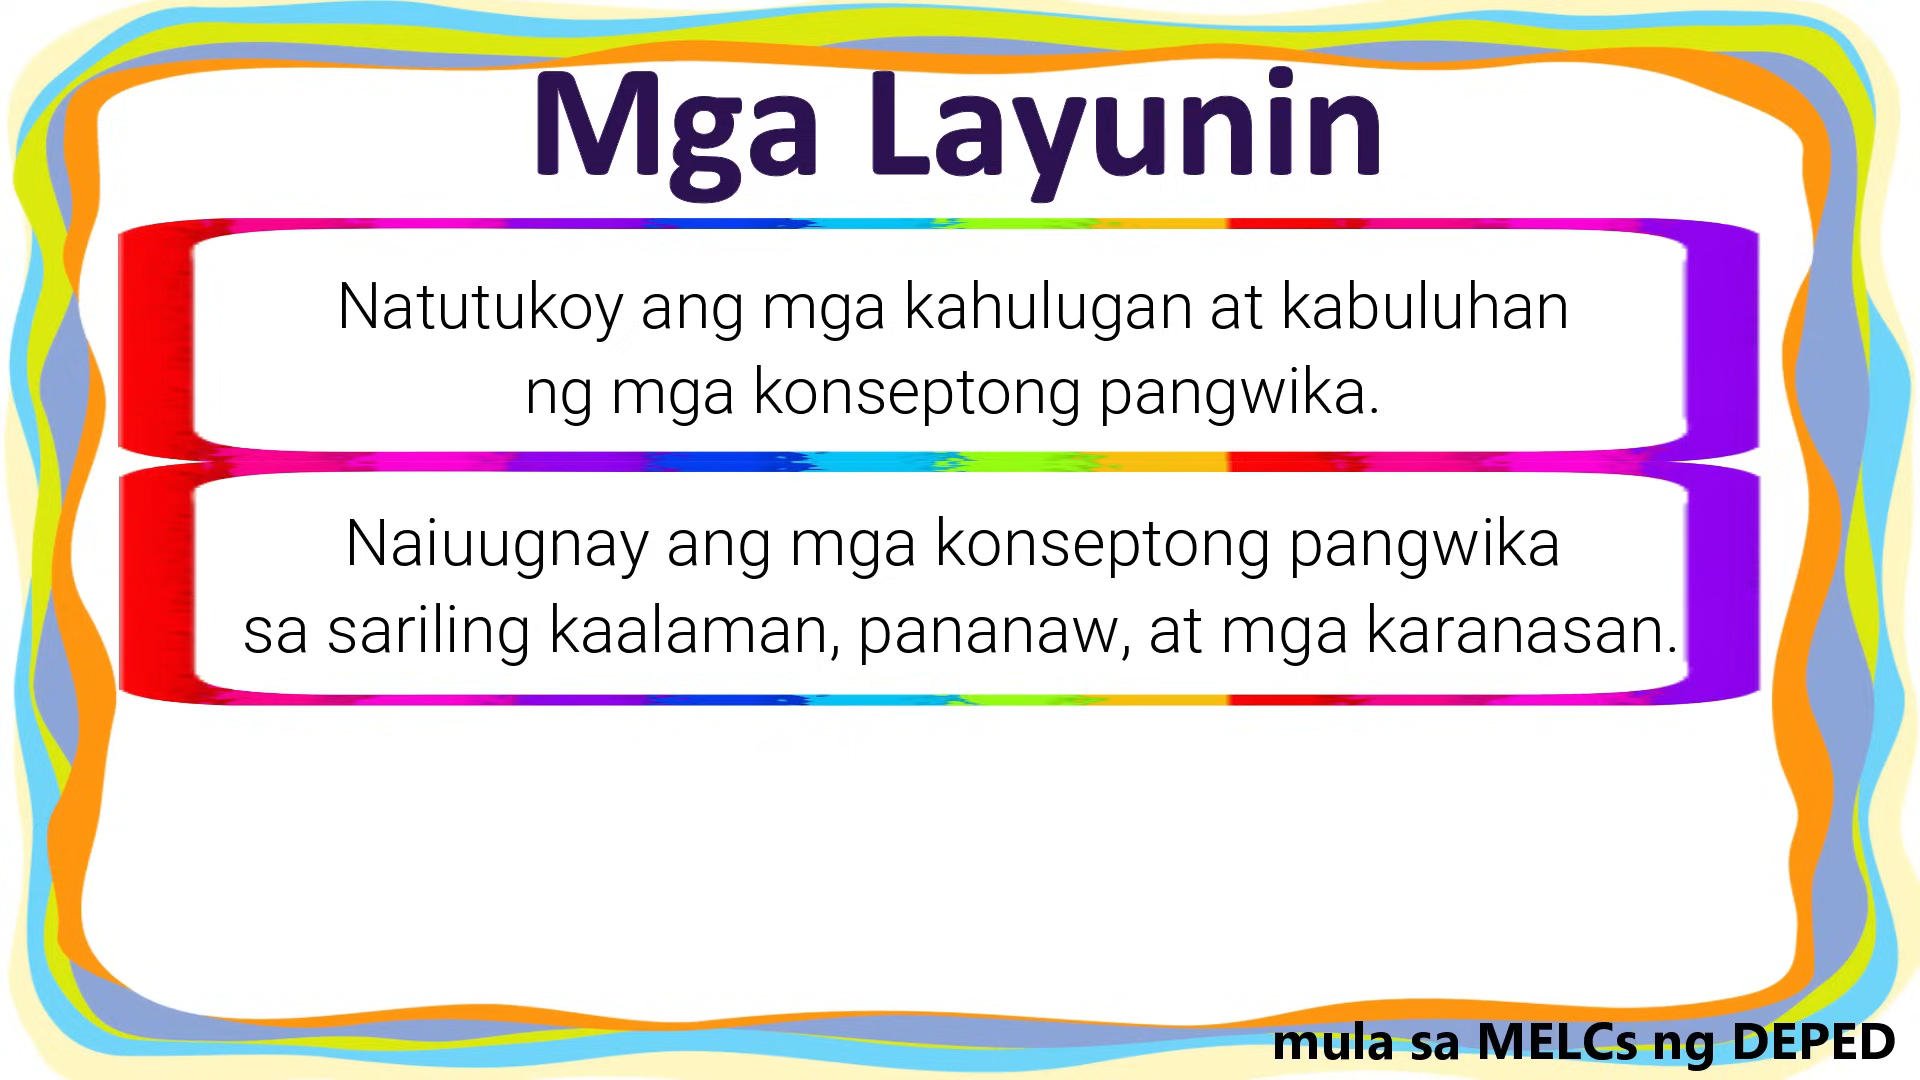 Mga Layunin
Natutukoy ang mga kahulugan at kabuluhan
ng mga konseptong pangwika.
Naiuugnay ang mga konseptong pangwika
sa sariling kaalaman, pananaw, at mga karanasan.
mula sa MELCs ng DEPED